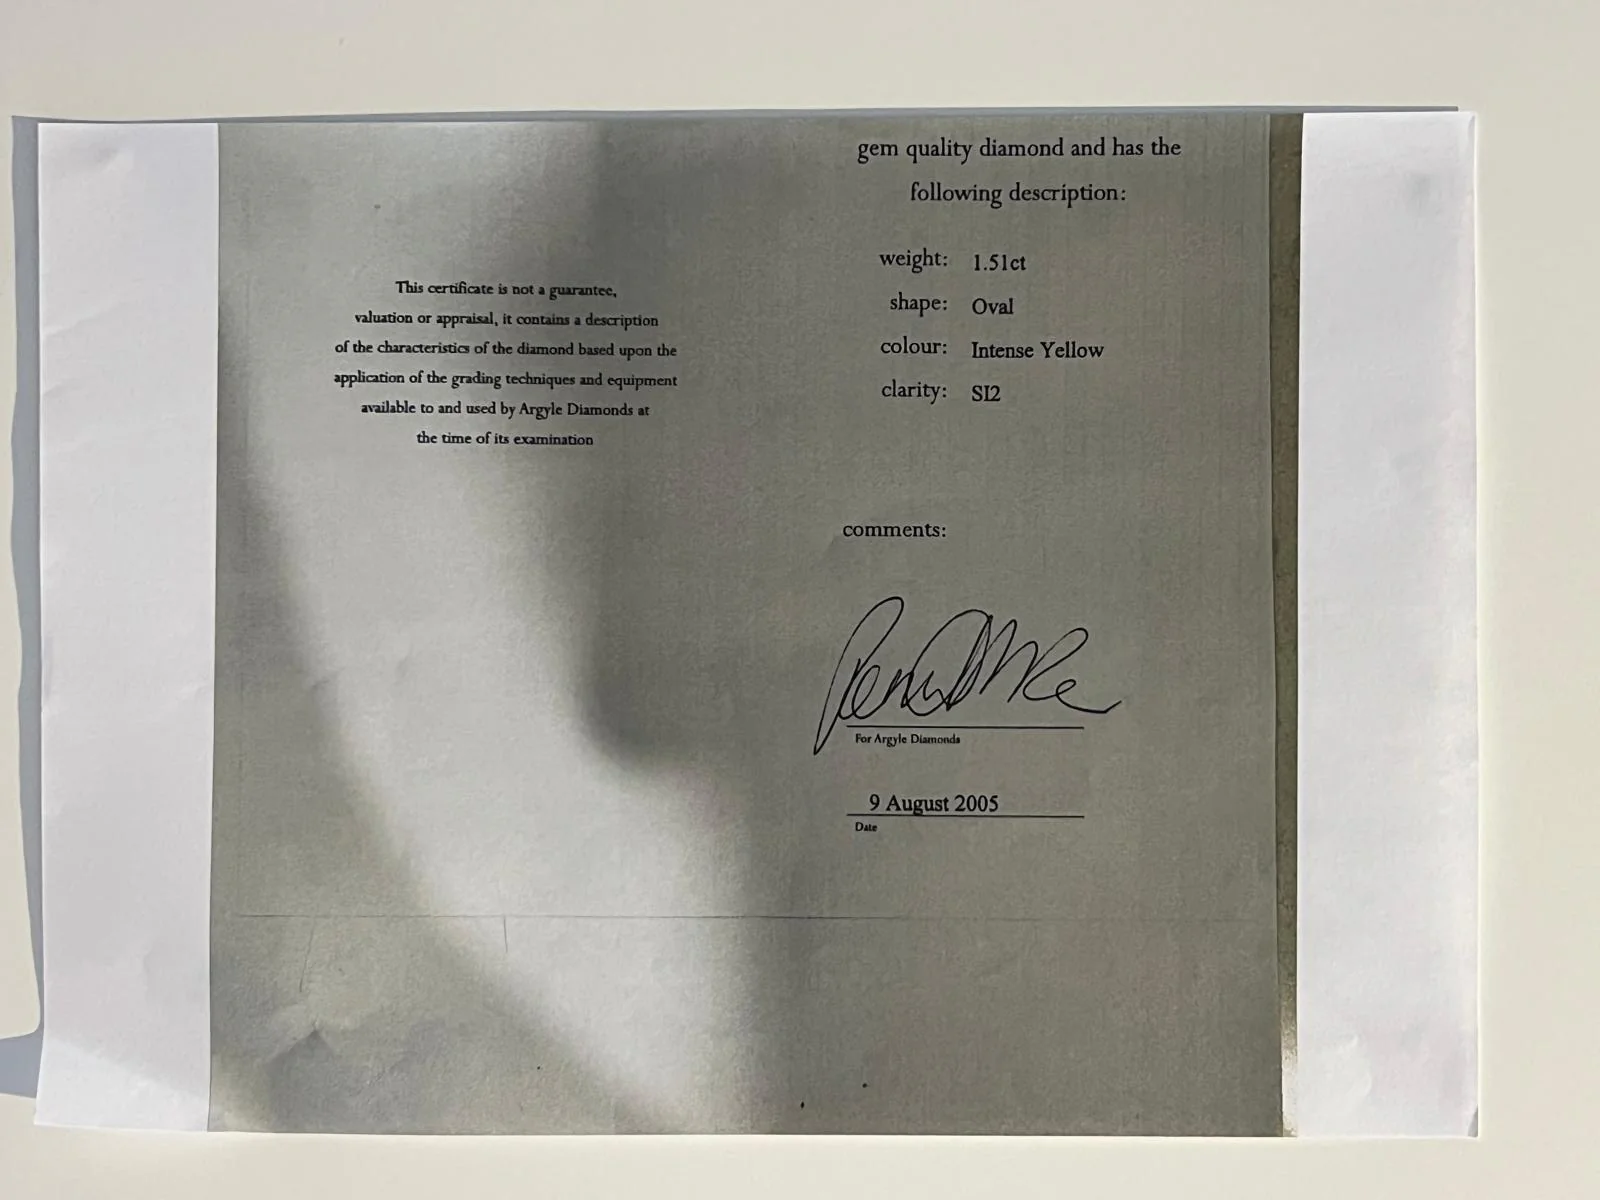 This certificate is not a guarantee,
valuation or appraisal, it contains a description
of the characteristics of the diamond based upon the
application of the grading techniques and equipment
available to and used by Argyle Diamonds at
the time of its examination
gem quality diamond and has the
following description:
weight: 1.51ct
shape: Oval
colour: Intense Yellow
clarity: SI2
comments:
For Argyle Diamonds
9 August 2005
Date